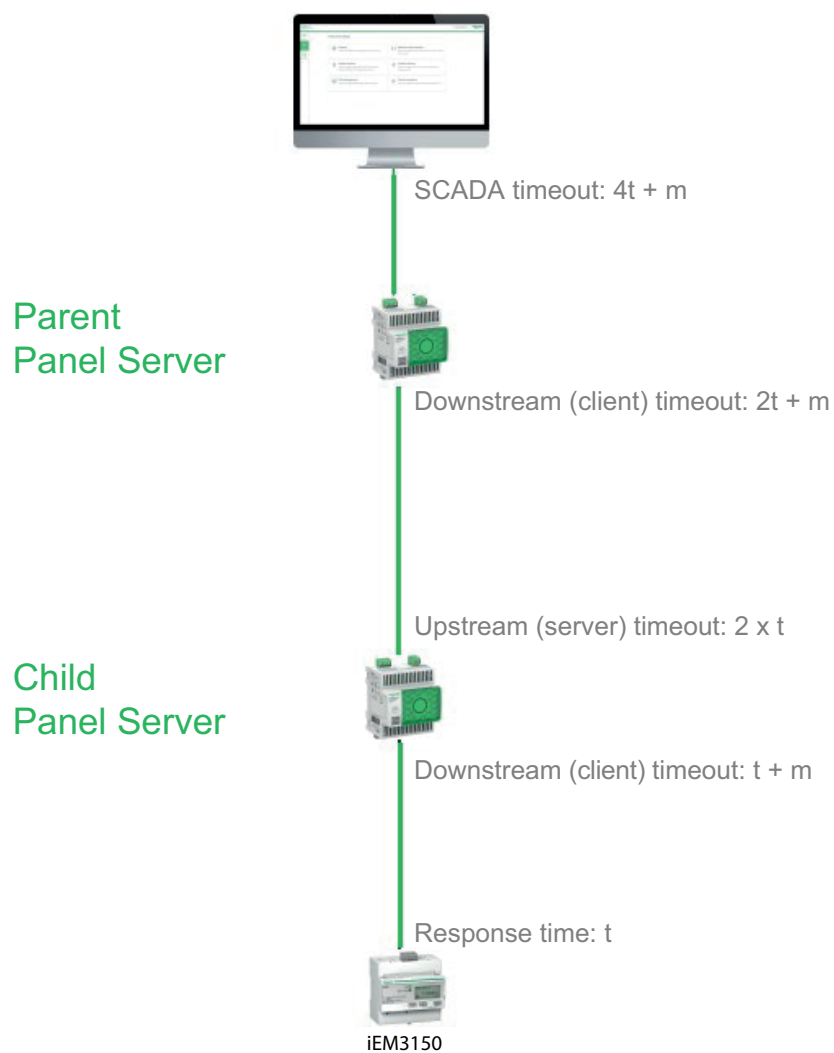 SCADA timeout: 4t + m
Parent
Panel Server
Downstream (client) timeout: 2t + m
Upstream (server) timeout: 2 x t
Child
Panel Server
Downstream (client) timeout: t + m
Response time: t
iEM3150